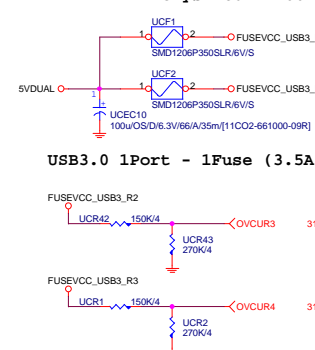 UCF1
1 2 FUSEVCC_USB3_
SMD1206P350SLR/6V/S
UCF2
5VDUAL 1 2 FUSEVCC_USB3_
SMD1206P350SLR/6V/S
1
+
UCEC10
100u/OS/D/6.3V/66/A/35m/[11CO2-661000-09R]
USB3.0 1Port - 1Fuse (3.5A
FUSEVCC_USB3_R2
UCR42 150K/4 OVCUR3 31
UCR43
270K/4
FUSEVCC_USB3_R3
UCR1 150K/4 OVCUR4 31
UCR2
270K/4